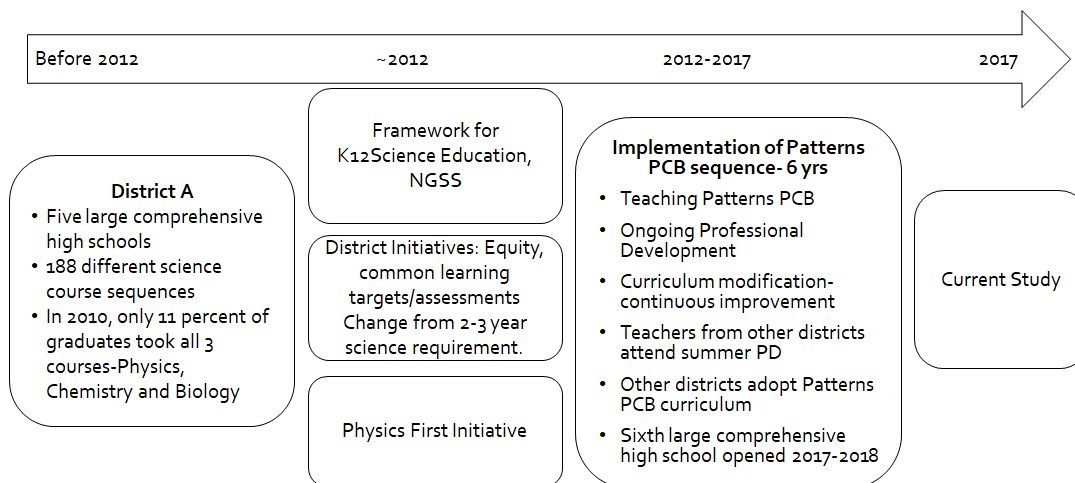 Before 2012
~2012
2012-2017
2017
District A
• Five large comprehensive
high schools
• 188 different science
course sequences
• In 2010, only 11 percent of
graduates took all 3
courses-Physics,
Chemistry and Biology
Framework for
K12Science Education,
NGSS
District Initiatives: Equity,
common learning
targets/assessments
Change from 2-3 year
science requirement.
Physics First Initiative
Implementation of Patterns
PCB sequence- 6 yrs
• Teaching Patterns PCB
• Ongoing Professional
Development
• Curriculum modification-
continuous improvement
• Teachers from other districts
attend summer PD
• Other districts adopt Patterns
PCB curriculum
• Sixth large comprehensive
high school opened 2017-2018
Current Study